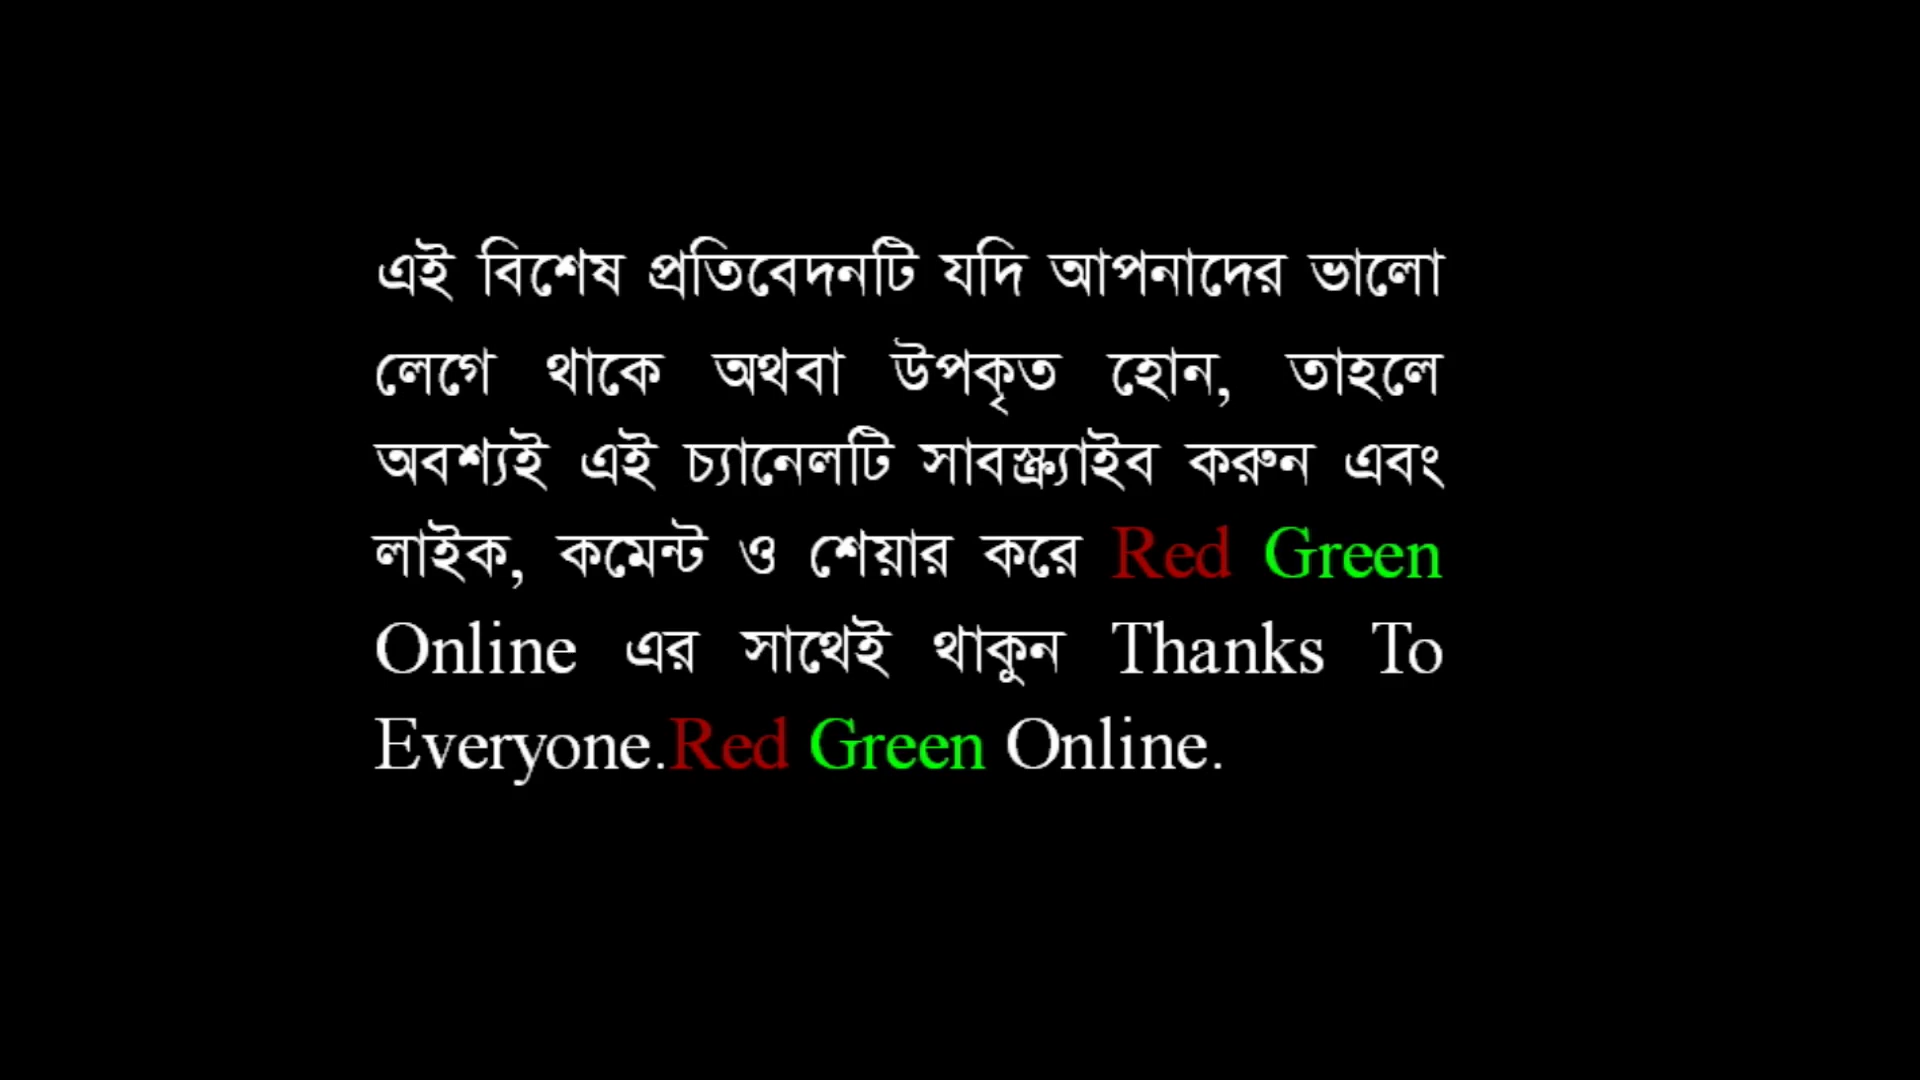 এই বিশেষ প্রতিবেদনটি যদি আপনাদের ভালো
লেগে থাকে অথবা উপকৃত হোন, তাহলে
অবশ্যই এই চ্যানেলটি সাবস্ক্র্যাইব করুন এবং
লাইক, কমেন্ট ও শেয়ার করে Red Green
Online এর সাথেই থাকুন Thanks To
Everyone.Red Green Online.